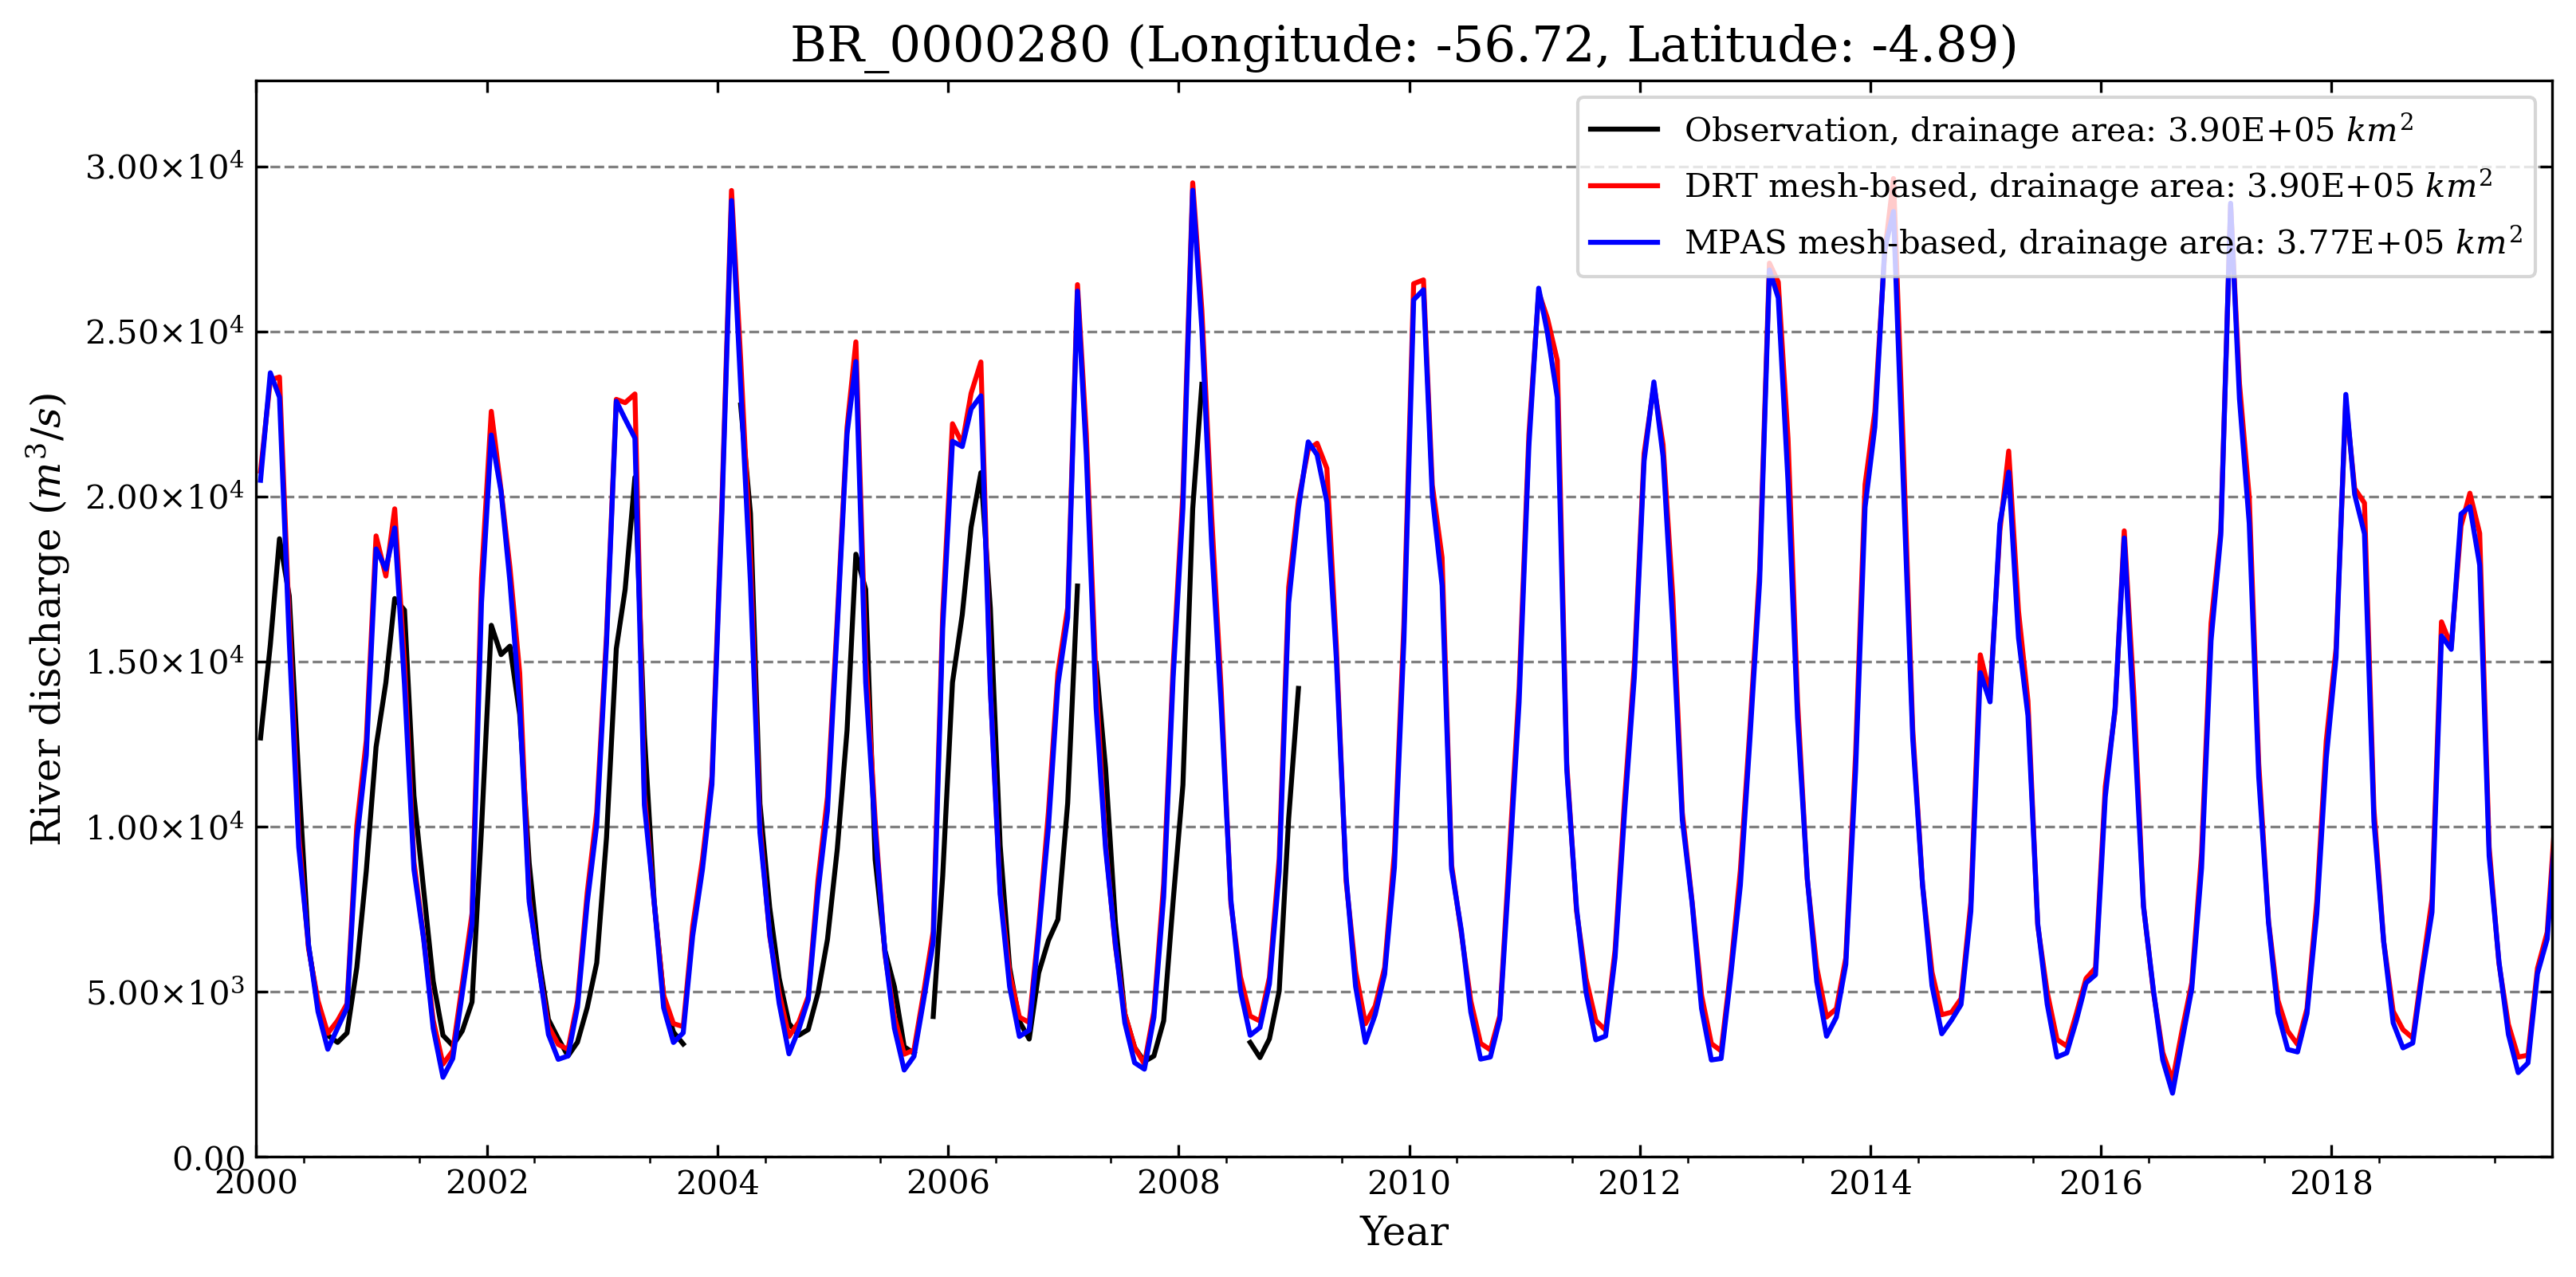 BR_0000280 (Longitude: -56.72, Latitude: -4.89)
Observation, drainage area: 3.90E+05 km²
DRT mesh-based, drainage area: 3.90E+05 km²
MPAS mesh-based, drainage area: 3.77E+05 km²
3.00×10⁴
2.50×10⁴
2.00×10⁴
1.50×10⁴
1.00×10⁴
5.00×10³
0.00
River discharge (m³/s)
2000 2002 2004 2006 2008 2010 2012 2014 2016 2018
Year